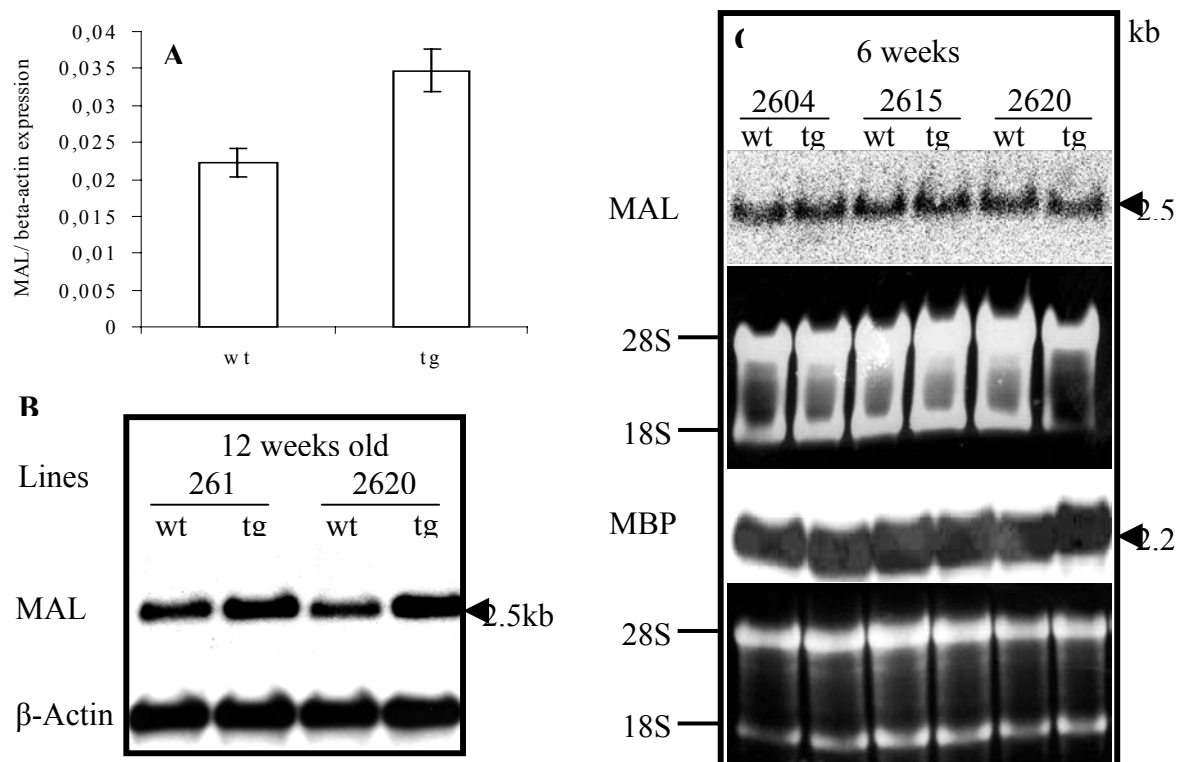 A
0,04
0,035
0,03
0,025
0,02
0,015
0,01
0,005
0
MAL/ beta-actin expression
wt
tg
B
12 weeks old
Lines
261
2620
wt
tg
wt
tg
MAL
2.5kb
β-Actin
kb
6 weeks
2604
2615
2620
wt
tg
wt
tg
wt
tg
MAL
2.5
28S
18S
MBP
2.2
28S
18S